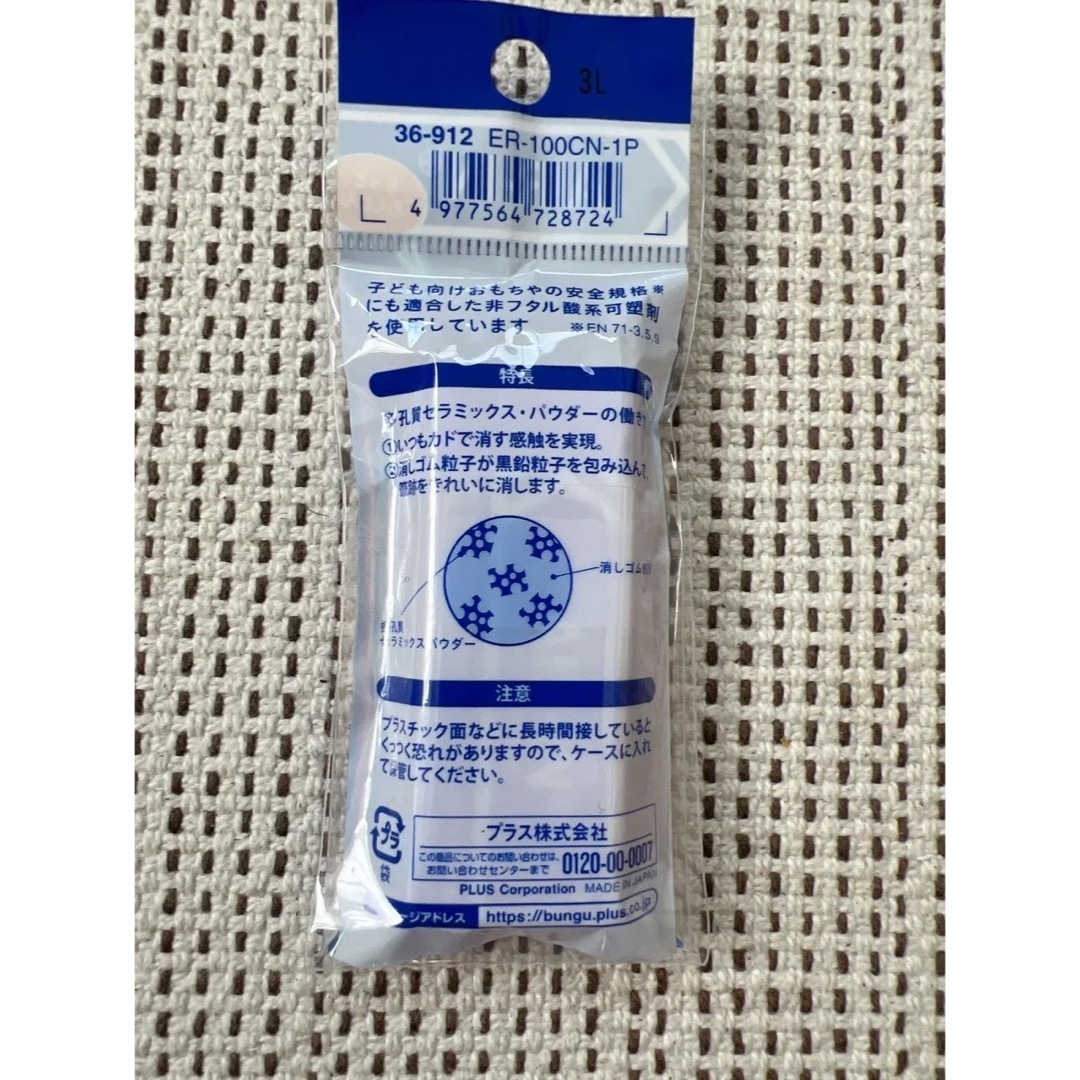 3L
36-912 ER-100CN-1P
4 977564 728724
子ども向けおもちゃの安全規格※
にも適合した非フタル酸系可塑剤
を使用しています ※EN 71-3.5.9
特長
孔質セラミックス・パウダーの働き
①いつもカドで消す感触を実現。
②消しゴム粒子が黒鉛粒子を包み込んで
筆跡をきれいに消します。
消しゴム
孔質
セラミックスパウダー
注意
プラスチック面などに長時間接していると
くっつく恐れがありますので、ケースに入れ
て保管してください。
プラ
袋
プラス株式会社
この商品についてのお問い合わせは、
お問い合わせセンターまで 0120-00-0007
PLUS Corporation MADE IN JAPAN
ージアドレス https://bungu.plus.co.jp